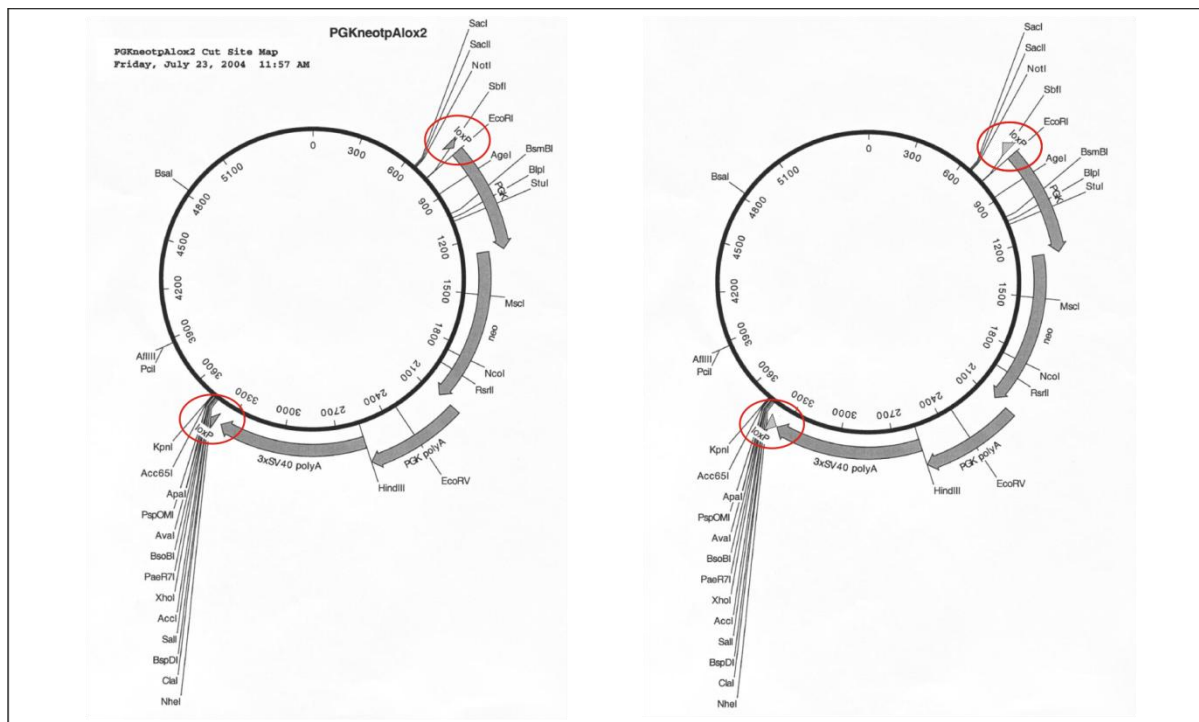 PGKneotpAlox2
PGKneotpAlox2 Cut Site Map
Friday, July 23, 2004 11:57 AM
SacI
SacII
NotI
SbfI
loxP
EcoRI
AgeI
BsmBI
BlpI
StuI
PGK
0
300
600
900
1200
1500
1800
2100
2400
2700
3000
3300
3600
3900
4200
4500
4800
5100
BsaI
MscI
neo
NcoI
RsrII
PGK polyA
EcoRV
HindIII
3xSV40 polyA
AflIII
PciI
loxP
KpnI
Acc65I
ApaI
PspOMI
AvaI
BsoBI
PaeR7I
XhoI
AccI
SalI
BspDI
ClaI
NheI
SacI
SacII
NotI
SbfI
loxP
EcoRI
AgeI
BsmBI
BlpI
StuI
PGK
0
300
600
900
1200
1500
1800
2100
2400
2700
3000
3300
3600
3900
4200
4500
4800
5100
BsaI
MscI
neo
NcoI
RsrII
PGK polyA
EcoRV
HindIII
3xSV40 polyA
AflIII
PciI
loxP
KpnI
Acc65I
ApaI
PspOMI
AvaI
BsoBI
PaeR7I
XhoI
AccI
SalI
BspDI
ClaI
NheI